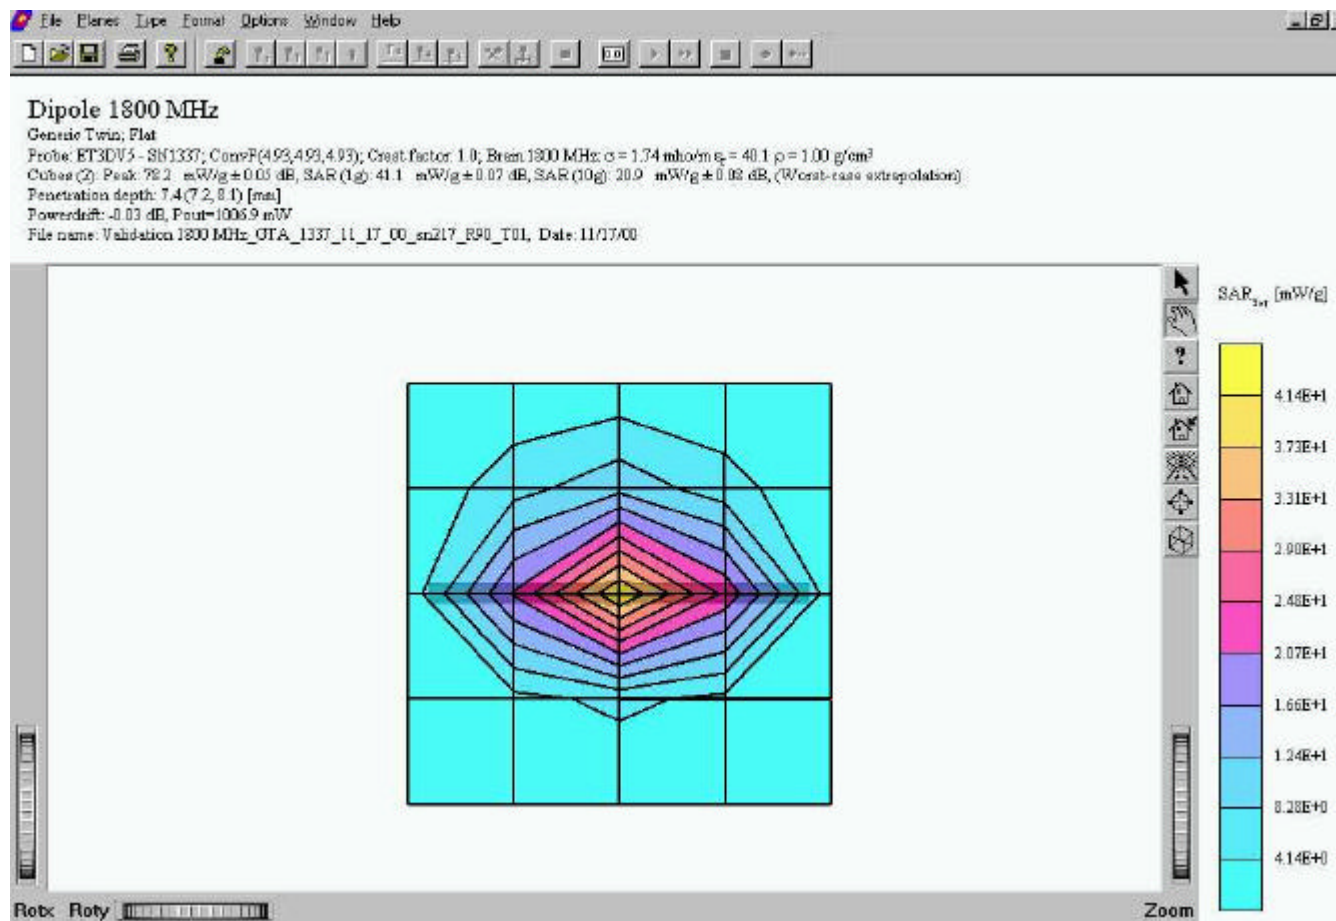 File Planes Type Format Options Window Help
Dipole 1800 MHz
Generic Twin; Flat
Probe: ET3DV5 - SN1337; ConvF(4.93,4.93,4.93); Crest factor: 1.0; Brain 1800 MHz: σ = 1.74 mho/m εr = 40.1 ρ = 1.00 g/cm³
Cubes (2): Peak: 78.2 mW/g ± 0.05 dB, SAR (1g): 41.1 mW/g ± 0.07 dB, SAR (10g): 20.9 mW/g ± 0.08 dB, (Worst-case extrapolation)
Penetration depth: 7.4 (7.2, 8.1) [mm]
Powerdrift: -0.03 dB, Pout=1006.9 mW
File name: Validation 1800 MHz_GTA_1337_11_17_00_sn217_R90_T01, Date: 11/17/00
SARTot [mW/g]
4.14E+1
3.73E+1
3.31E+1
2.90E+1
2.48E+1
2.07E+1
1.66E+1
1.24E+1
8.28E+0
4.14E+0
Rotx Roty
Zoom